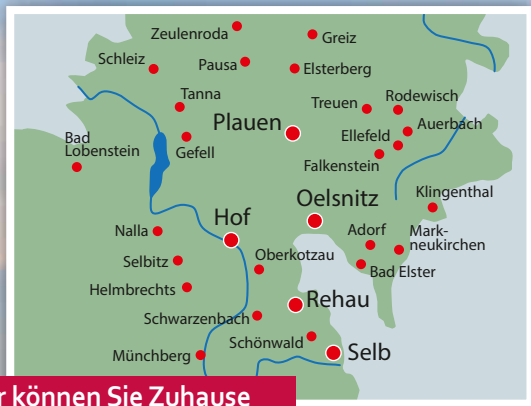 Zeulenroda
Greiz
Schleiz
Pausa
Elsterberg
Tanna
Treuen
Rodewisch
Plauen
Auerbach
Ellefeld
Bad
Lobenstein
Gefell
Falkenstein
Klingenthal
Oelsnitz
Hof
Nalla
Adorf
Mark-
neukirchen
Selbitz
Oberkotzau
Bad Elster
Helmbrechts
Rehau
Schwarzenbach
Schönwald
Münchberg
Selb
können Sie Zuhause